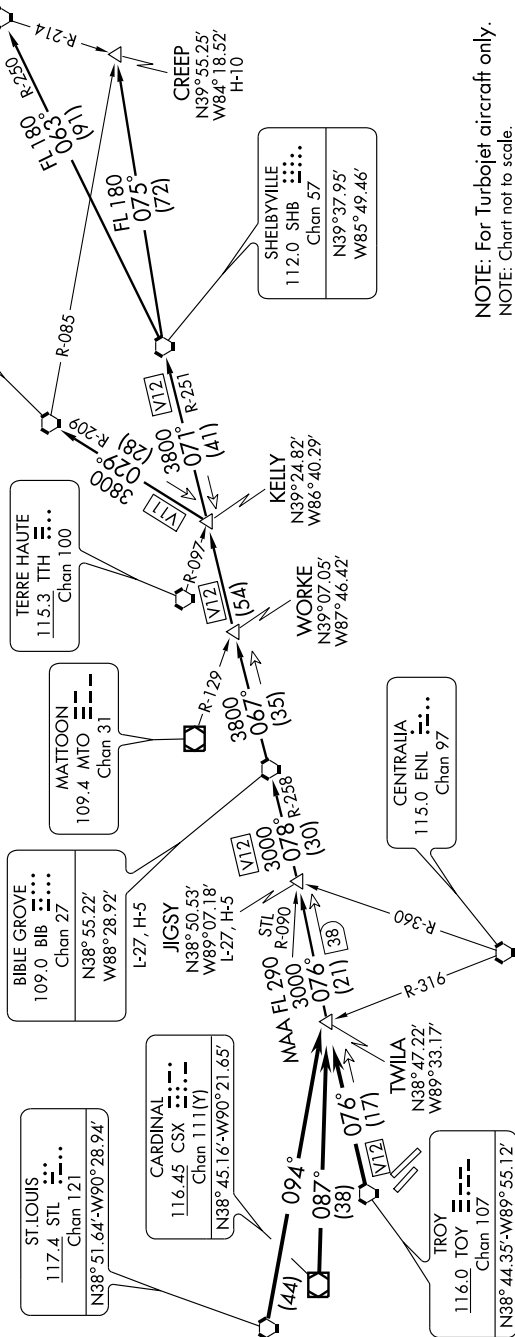 ST.LOUIS
117.4 STL
Chan 121
N38°51.64'-W90°28.94'
CARDINAL
116.45 CSX
Chan 111(Y)
N38°45.16'-W90°21.65'
BIBLE GROVE
109.0 BIB
Chan 27
N38°55.22'
W88°28.92'
L-27, H-5
MATTOON
109.4 MTO
Chan 31
TERRE HAUTE
115.3 TTH
Chan 100
JIGSY
N38°50.53'
W89°07.18'
L-27, H-5
094°
(44)
087°
(38)
076°
(17)
V12
TROY
116.0 TOY
Chan 107
N38°44.35'-W89°55.12'
TWILA
N38°47.22'
W89°33.17'
MAA FL 290
3000
076°
(21)
STL
R-090
38
R-316
R-360
CENTRALIA
115.0 ENL
Chan 97
V12
3000
078°
(30)
R-258
3800
067°
(35)
R-129
WORKE
N39°07.05'
W87°46.42'
V12
(54)
R-097
KELLY
N39°24.82'
W86°40.29'
3800
029°
(28)
V11
R-209
3800
071°
(41)
V12
R-251
R-085
SHELBYVILLE
112.0 SHB
Chan 57
N39°37.95'
W85°49.46'
FL 180
063°
(91)
R-250
FL 180
075°
(72)
R-214
CREEP
N39°55.25'
W84°18.52'
H-10
NOTE: For Turbojet aircraft only.
NOTE: Chart not to scale.